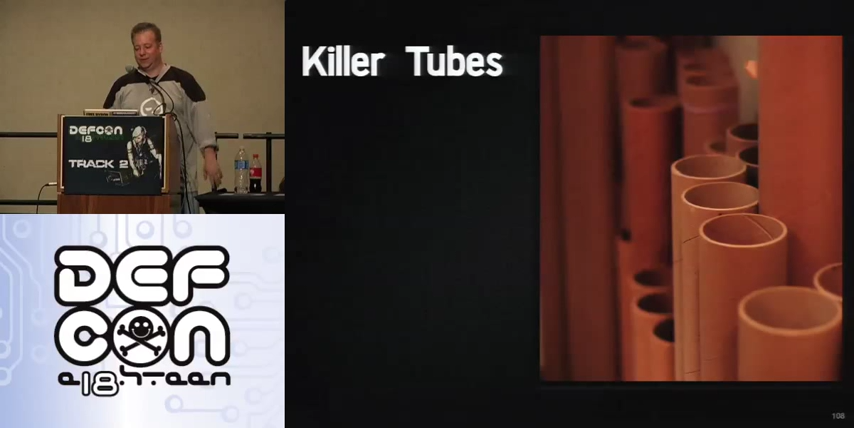 Killer Tubes
DEFCON
18
TRACK 2
DEF
CON
e18hteen
108